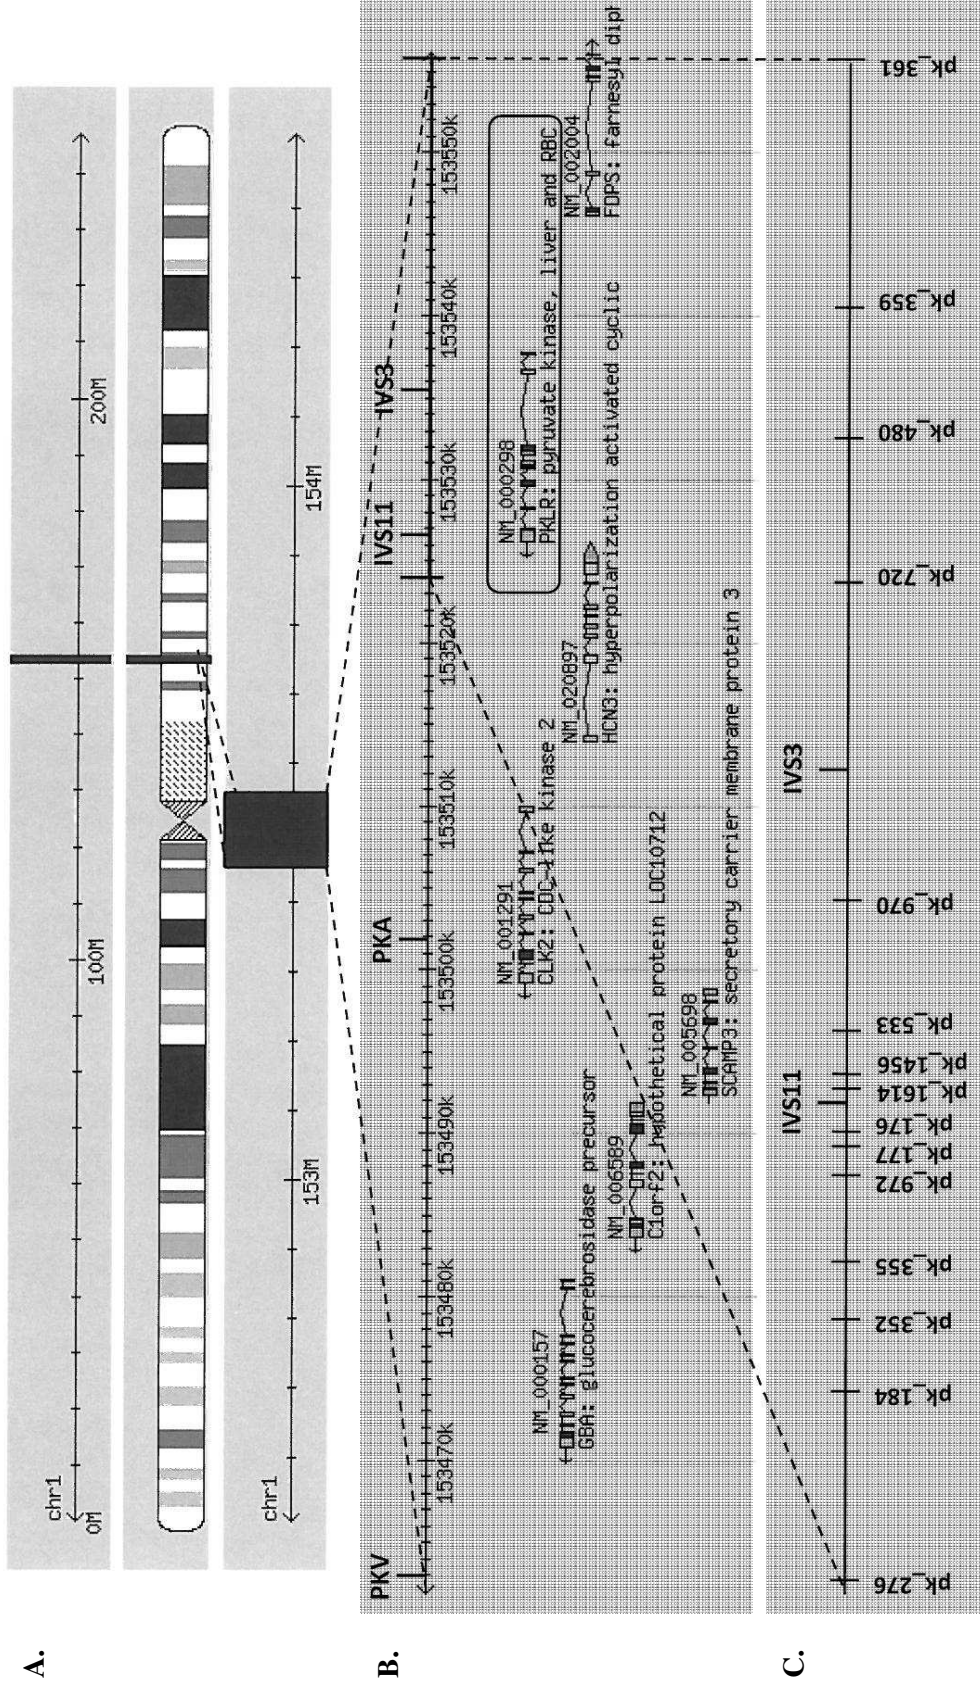 A.
chr1
0M
100M
200M
chr1
153M
154M
B.
PKV
PKA
IVS11
IVS3
153470k
153480k
153490k
153500k
153510k
153520k
153530k
153540k
153550k
NM_001291
CLK2: CDC-like kinase 2
NM_000298
PKLR: pyruvate kinase, liver and RBC
NM_000157
GBA: glucocerebrosidase precursor
NM_020897
HCN3: hyperpolarization activated cyclic
NM_002004
FDPS: farnesyl diph
NM_006589
C1orf2: hypothetical protein LOC10712
NM_005698
SCAMP3: secretory carrier membrane protein 3
C.
IVS11
IVS3
pk_276
pk_184
pk_352
pk_355
pk_972
pk_177
pk_176
pk_1614
pk_1456
pk_533
pk_970
pk_720
pk_480
pk_359
pk_361